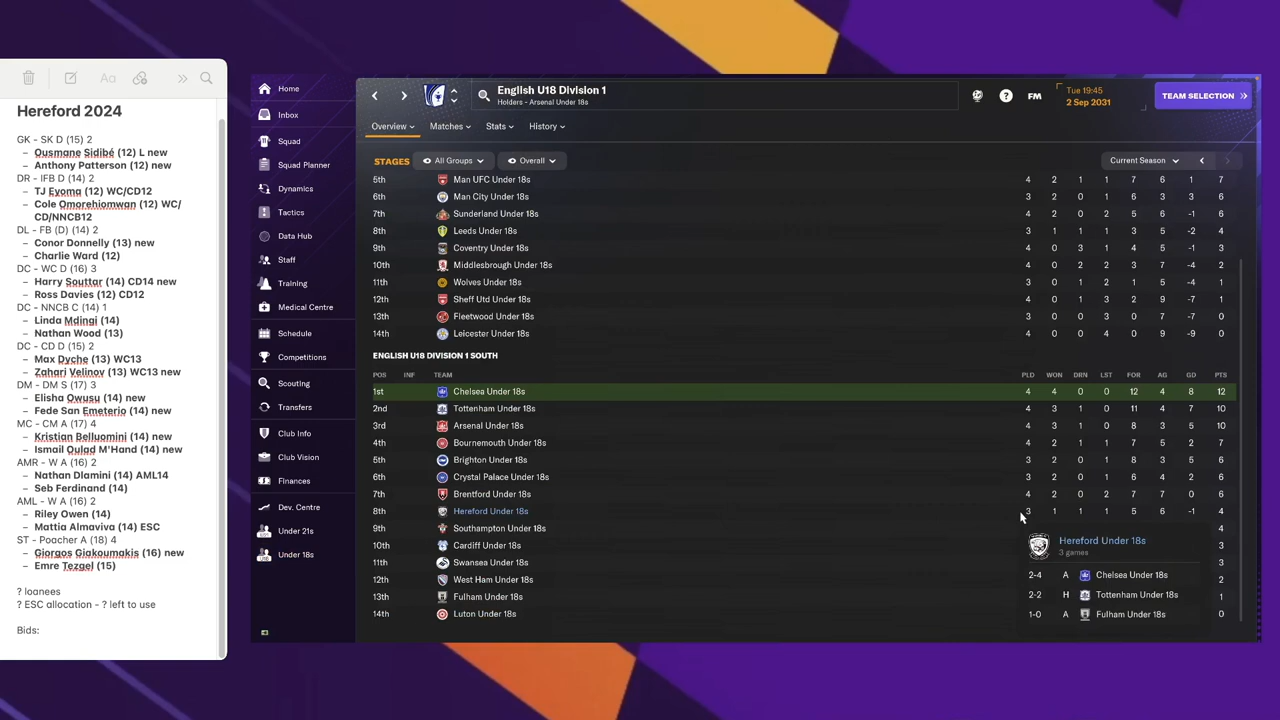 Aa
Hereford 2024
GK - SK D (15) 2
– Ousmane Sidibé (12) L new
– Anthony Patterson (12) new
DR - IFB D (14) 2
– TJ Eyoma (12) WC/CD12
– Cole Omorehiomwan (12) WC/
CD/NNCB12
DL - FB (D) (14) 2
– Conor Donnelly (13) new
– Charlie Ward (12)
DC - WC D (16) 3
– Harry Souttar (14) CD14 new
– Ross Davies (12) CD12
DC - NNCB C (14) 1
– Linda Mdingi (14)
– Nathan Wood (13)
DC - CD D (15) 2
– Max Dyche (13) WC13
– Zahari Velinov (13) WC13 new
DM - DM S (17) 3
– Elisha Owusu (14) new
– Fede San Emeterio (14) new
MC - CM A (17) 4
– Kristian Belluomini (14) new
– Ismail Oulad M'Hand (14) new
AMR - W A (16) 2
– Nathan Dlamini (14) AML14
– Seb Ferdinand (14)
AML - W A (16) 2
– Riley Owen (14)
– Mattia Almaviva (14) ESC
ST - Poacher A (18) 4
– Giorgos Giakoumakis (16) new
– Emre Tezgel (15)
? loanees
? ESC allocation - ? left to use
Bids:
Home
Inbox
Squad
Squad Planner
Dynamics
Tactics
Data Hub
Staff
Training
Medical Centre
Schedule
Competitions
Scouting
Transfers
Club Info
Club Vision
Finances
Dev. Centre
Under 21s
Under 18s
English U18 Division 1
Holders - Arsenal Under 18s
? FM
Tue 19:45
2 Sep 2031
TEAM SELECTION
Overview Matches Stats History
STAGES All Groups Overall Current Season
5th Man UFC Under 18s 4 2 1 1 7 6 1 7
6th Man City Under 18s 3 2 0 1 6 3 3 6
7th Sunderland Under 18s 4 2 0 2 5 6 -1 6
8th Leeds Under 18s 3 1 1 1 3 5 -2 4
9th Coventry Under 18s 4 0 3 1 4 5 -1 3
10th Middlesbrough Under 18s 4 0 2 2 3 7 -4 2
11th Wolves Under 18s 3 0 1 2 1 5 -4 1
12th Sheff Utd Under 18s 4 0 1 3 2 9 -7 1
13th Fleetwood Under 18s 3 0 0 3 0 7 -7 0
14th Leicester Under 18s 4 0 0 4 0 9 -9 0
ENGLISH U18 DIVISION 1 SOUTH
POS INF TEAM PLD WON DRN LST FOR AG GD PTS
1st Chelsea Under 18s 4 4 0 0 12 4 8 12
2nd Tottenham Under 18s 4 3 1 0 11 4 7 10
3rd Arsenal Under 18s 4 3 1 0 8 3 5 10
4th Bournemouth Under 18s 4 2 1 1 7 5 2 7
5th Brighton Under 18s 3 2 0 1 8 3 5 6
6th Crystal Palace Under 18s 3 2 0 1 6 4 2 6
7th Brentford Under 18s 4 2 0 2 7 7 0 6
8th Hereford Under 18s 3 1 1 1 5 6 -1 4
9th Southampton Under 18s 4
10th Cardiff Under 18s 3
11th Swansea Under 18s 3
12th West Ham Under 18s 2
13th Fulham Under 18s 1
14th Luton Under 18s 0
Hereford Under 18s
3 games
2-4 A Chelsea Under 18s
2-2 H Tottenham Under 18s
1-0 A Fulham Under 18s